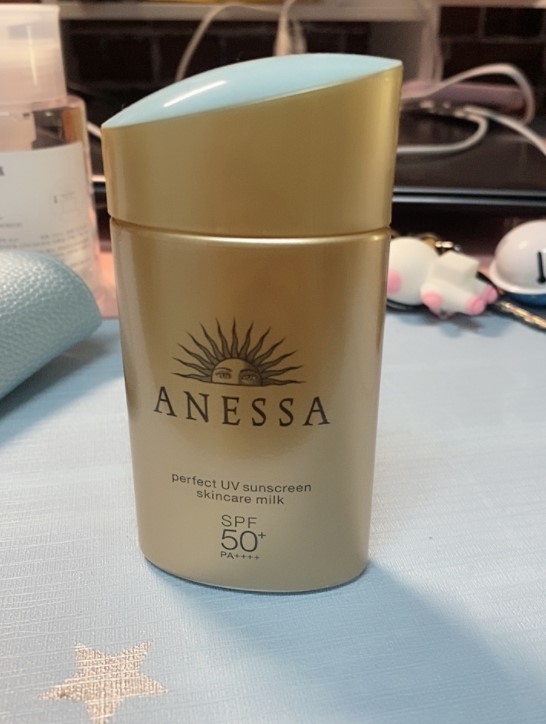 ANESSA
perfect UV sunscreen
skincare milk
SPF
50+
PA++++